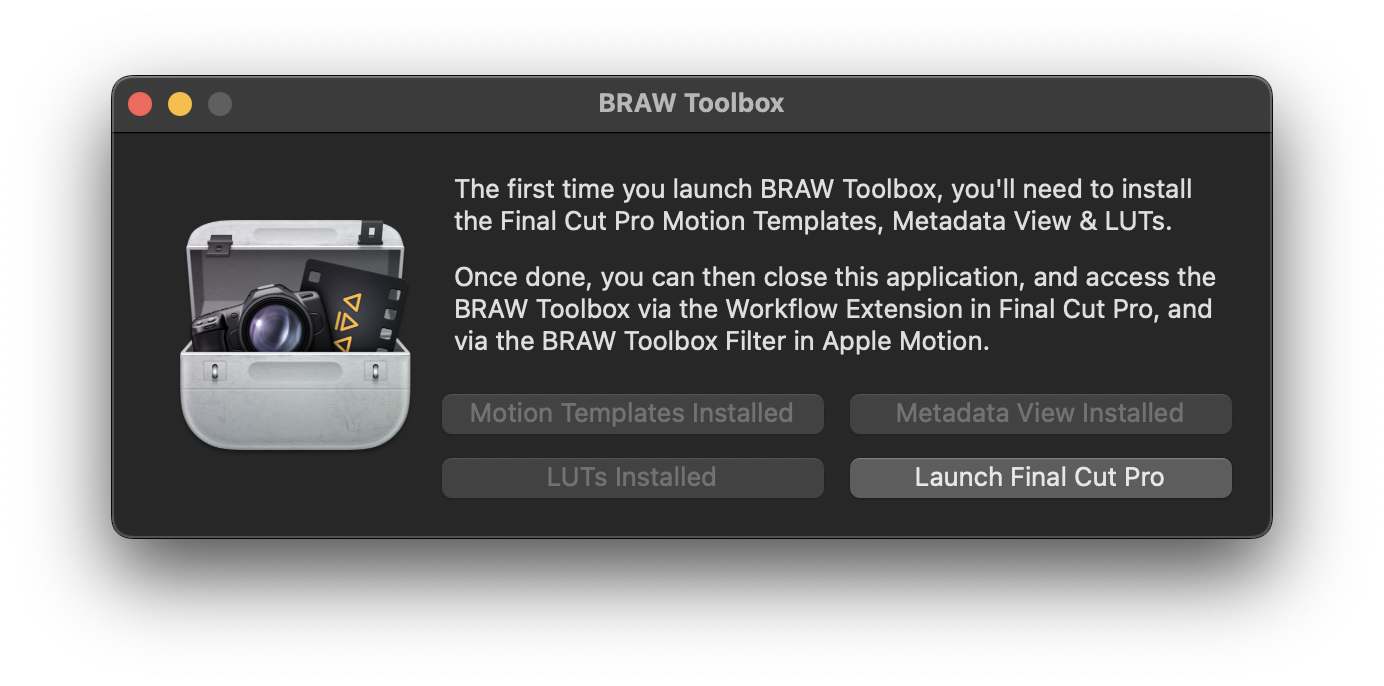 BRAW Toolbox
The first time you launch BRAW Toolbox, you'll need to install
the Final Cut Pro Motion Templates, Metadata View & LUTs.
Once done, you can then close this application, and access the
BRAW Toolbox via the Workflow Extension in Final Cut Pro, and
via the BRAW Toolbox Filter in Apple Motion.
Motion Templates Installed
Metadata View Installed
LUTs Installed
Launch Final Cut Pro